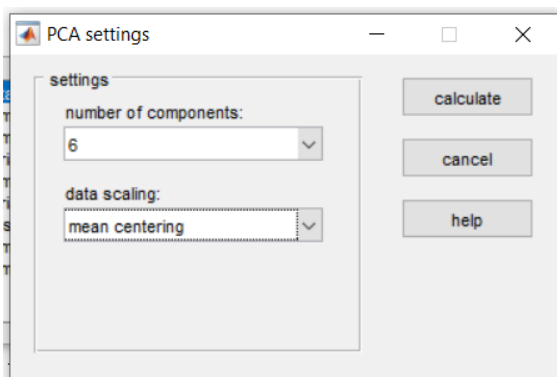 PCA settings
settings
number of components:
6
data scaling:
mean centering
calculate
cancel
help